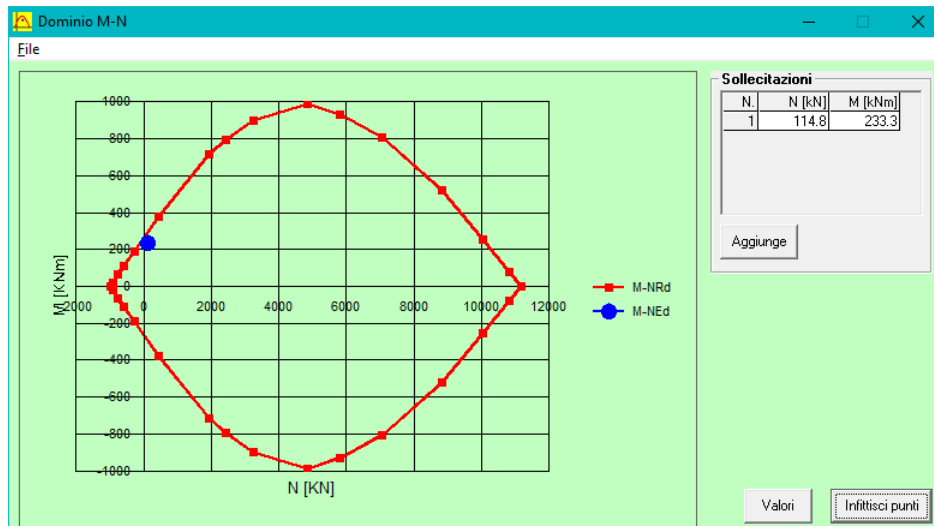 Dominio M-N
File
Sollecitazioni
N. N [kN] M [kNm]
1 114.8 233.3
Aggiunge
1000
800
600
400
200
0
-200
-400
-600
-800
-1000
M [KNm]
2000 0 2000 4000 6000 8000 10000 12000
N [KN]
M-NRd
M-NEd
Valori
Infittisci punti